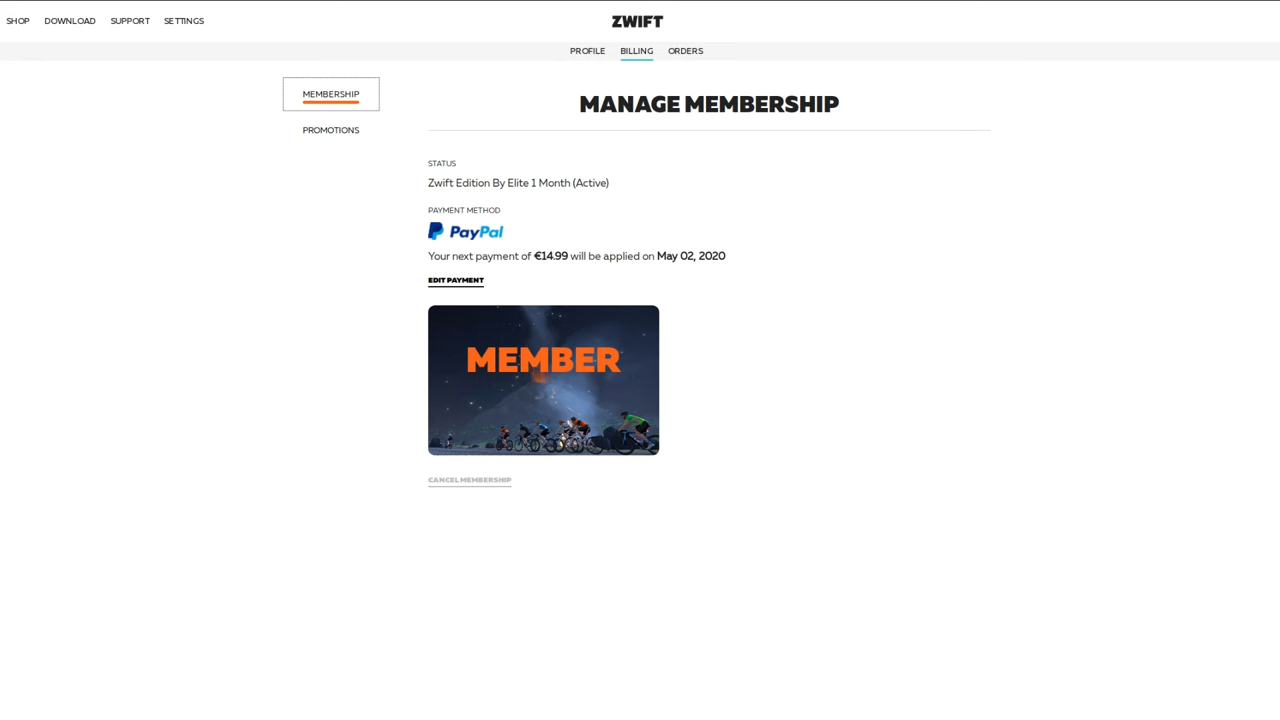 SHOP DOWNLOAD SUPPORT SETTINGS ZWIFT
PROFILE BILLING ORDERS
MEMBERSHIP
PROMOTIONS
MANAGE MEMBERSHIP
STATUS
Zwift Edition By Elite 1 Month (Active)
PAYMENT METHOD
PayPal
Your next payment of €14.99 will be applied on May 02, 2020
EDIT PAYMENT
MEMBER
CANCEL MEMBERSHIP